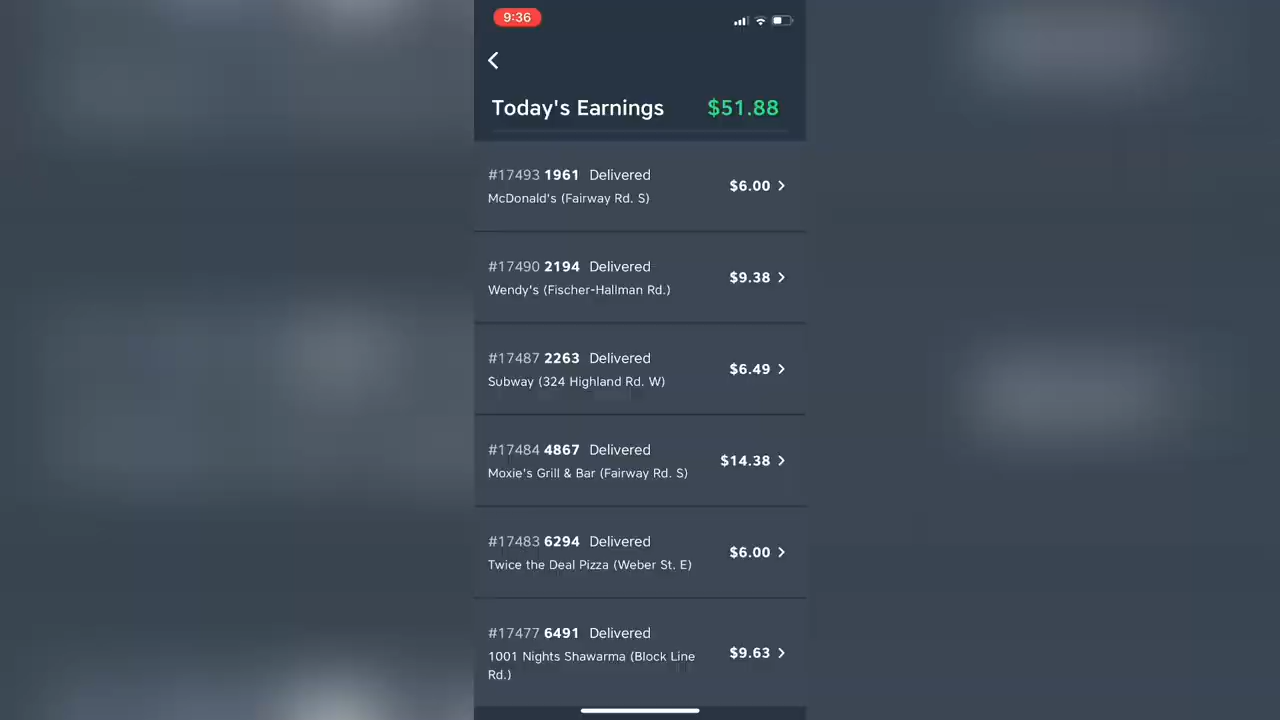 9:36
Today's Earnings $51.88
#17493 1961 Delivered
McDonald's (Fairway Rd. S)
$6.00
#17490 2194 Delivered
Wendy's (Fischer-Hallman Rd.)
$9.38
#17487 2263 Delivered
Subway (324 Highland Rd. W)
$6.49
#17484 4867 Delivered
Moxie's Grill & Bar (Fairway Rd. S)
$14.38
#17483 6294 Delivered
Twice the Deal Pizza (Weber St. E)
$6.00
#17477 6491 Delivered
1001 Nights Shawarma (Block Line
Rd.)
$9.63